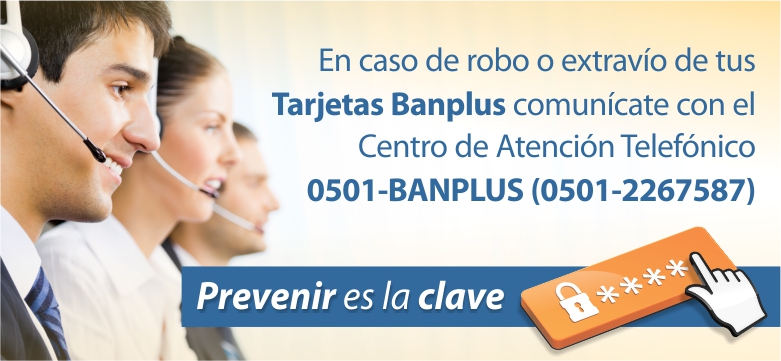 En caso de robo o extravío de tus
Tarjetas Banplus comunícate con el
Centro de Atención Telefónico
0501-BANPLUS (0501-2267587)
Prevenir es la clave
****